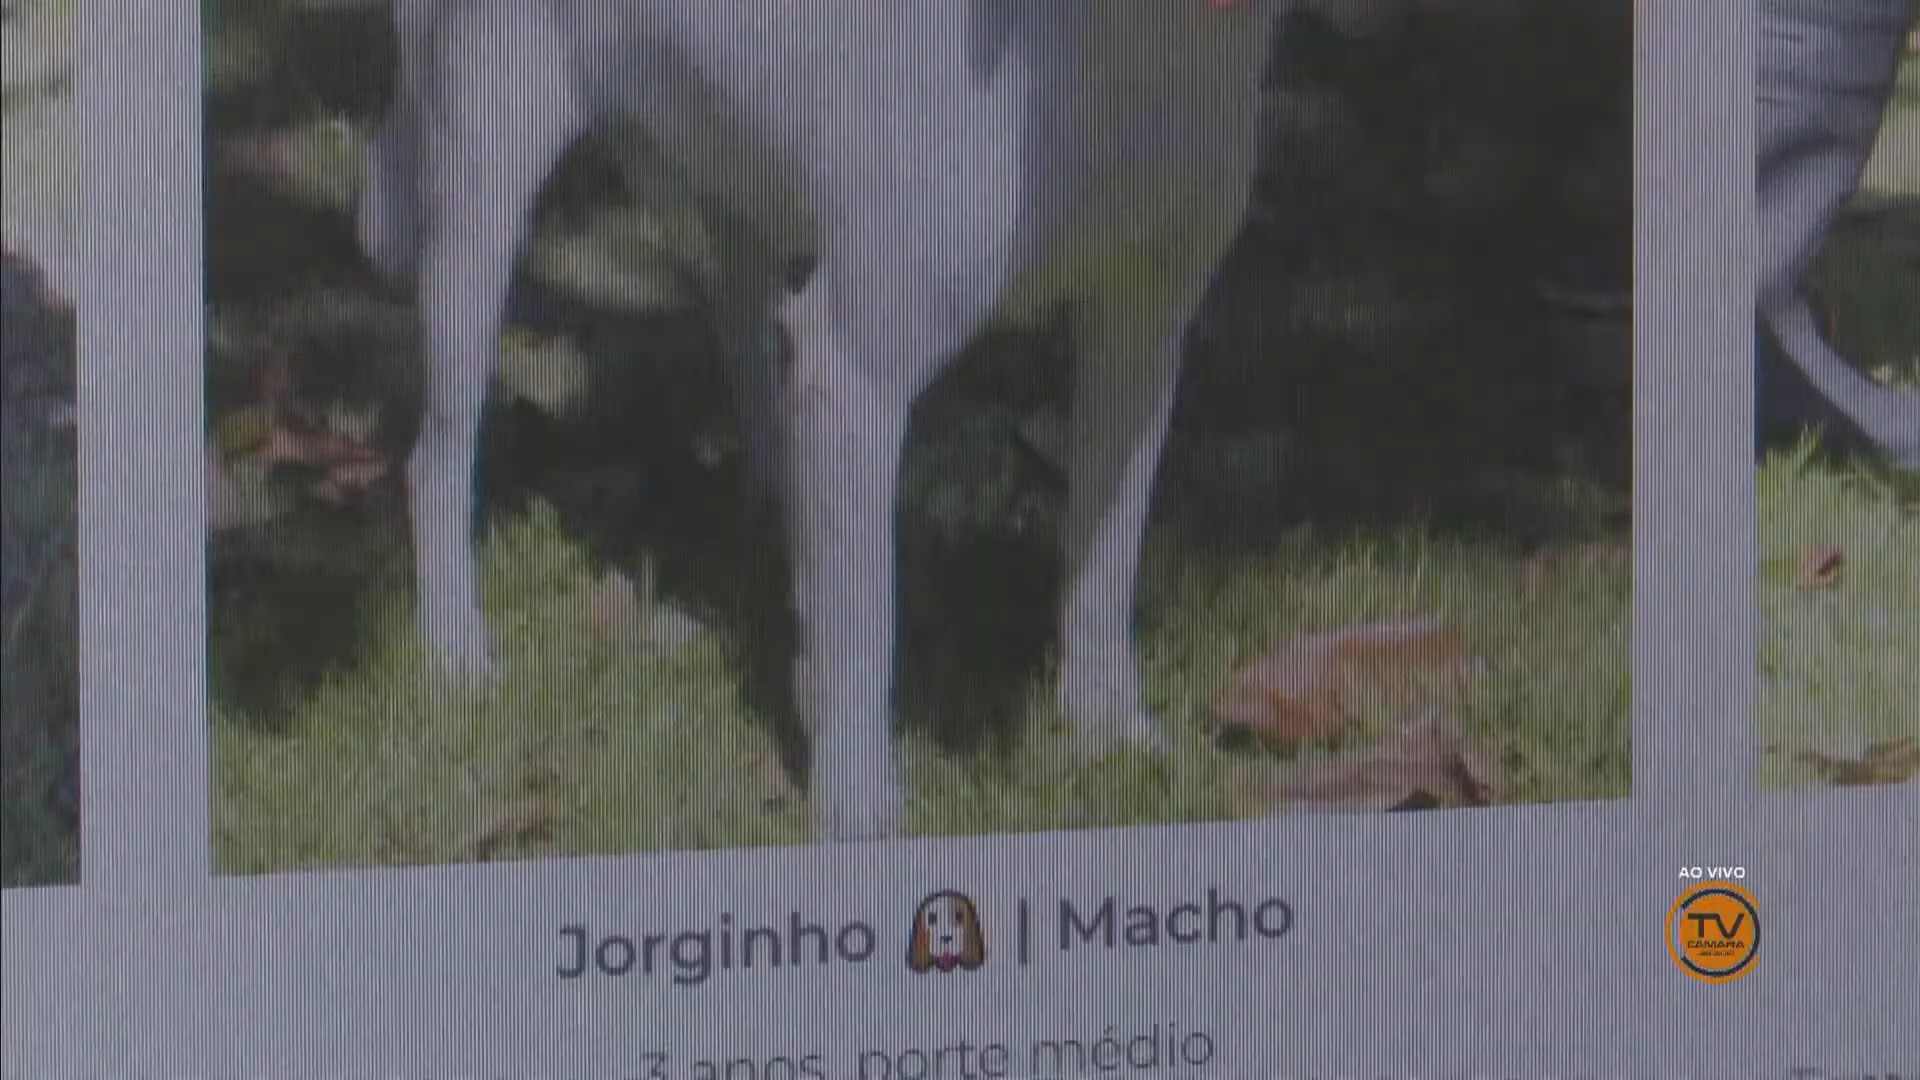 AO VIVO
TV
CÂMARA
Jorginho 🐶 | Macho
3 anos, porte médio